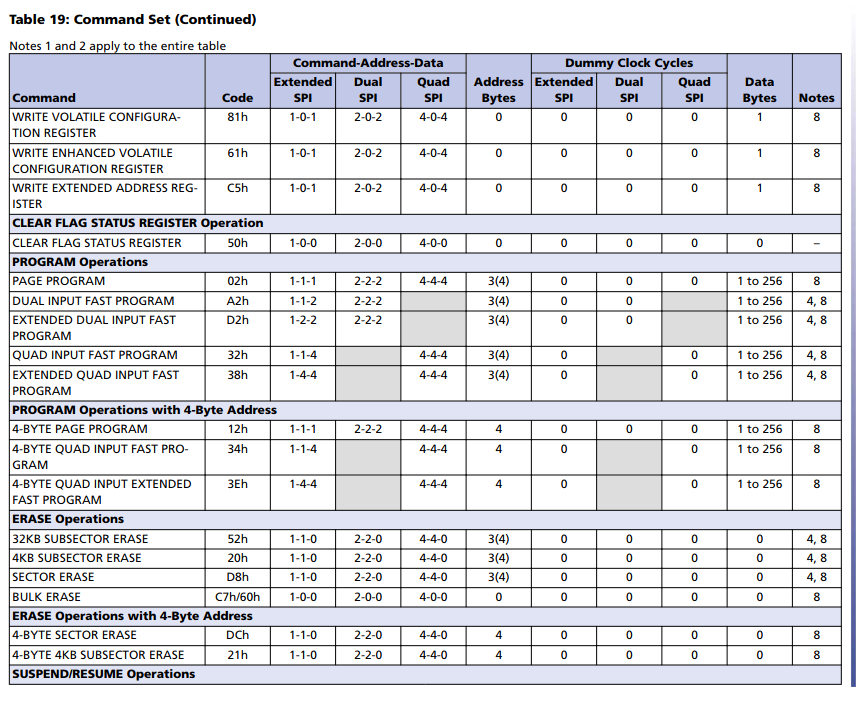 Table 19: Command Set (Continued)
Notes 1 and 2 apply to the entire table
Command-Address-Data Dummy Clock Cycles
Extended Dual Quad Address Extended Dual Quad Data
Command Code SPI SPI SPI Bytes SPI SPI SPI Bytes Notes
WRITE VOLATILE CONFIGURA- 81h 1-0-1 2-0-2 4-0-4 0 0 0 0 1 8
TION REGISTER
WRITE ENHANCED VOLATILE 61h 1-0-1 2-0-2 4-0-4 0 0 0 0 1 8
CONFIGURATION REGISTER
WRITE EXTENDED ADDRESS REG- C5h 1-0-1 2-0-2 4-0-4 0 0 0 0 1 8
ISTER
CLEAR FLAG STATUS REGISTER Operation
CLEAR FLAG STATUS REGISTER 50h 1-0-0 2-0-0 4-0-0 0 0 0 0 0 –
PROGRAM Operations
PAGE PROGRAM 02h 1-1-1 2-2-2 4-4-4 3(4) 0 0 0 1 to 256 8
DUAL INPUT FAST PROGRAM A2h 1-1-2 2-2-2 3(4) 0 0 1 to 256 4, 8
EXTENDED DUAL INPUT FAST D2h 1-2-2 2-2-2 3(4) 0 0 1 to 256 4, 8
PROGRAM
QUAD INPUT FAST PROGRAM 32h 1-1-4 4-4-4 3(4) 0 0 1 to 256 4, 8
EXTENDED QUAD INPUT FAST 38h 1-4-4 4-4-4 3(4) 0 0 1 to 256 4, 8
PROGRAM
PROGRAM Operations with 4-Byte Address
4-BYTE PAGE PROGRAM 12h 1-1-1 2-2-2 4-4-4 4 0 0 0 1 to 256 8
4-BYTE QUAD INPUT FAST PRO- 34h 1-1-4 4-4-4 4 0 0 1 to 256 8
GRAM
4-BYTE QUAD INPUT EXTENDED 3Eh 1-4-4 4-4-4 4 0 0 1 to 256 8
FAST PROGRAM
ERASE Operations
32KB SUBSECTOR ERASE 52h 1-1-0 2-2-0 4-4-0 3(4) 0 0 0 0 4, 8
4KB SUBSECTOR ERASE 20h 1-1-0 2-2-0 4-4-0 3(4) 0 0 0 0 4, 8
SECTOR ERASE D8h 1-1-0 2-2-0 4-4-0 3(4) 0 0 0 0 4, 8
BULK ERASE C7h/60h 1-0-0 2-0-0 4-0-0 0 0 0 0 0 8
ERASE Operations with 4-Byte Address
4-BYTE SECTOR ERASE DCh 1-1-0 2-2-0 4-4-0 4 0 0 0 0 8
4-BYTE 4KB SUBSECTOR ERASE 21h 1-1-0 2-2-0 4-4-0 4 0 0 0 0 8
SUSPEND/RESUME Operations